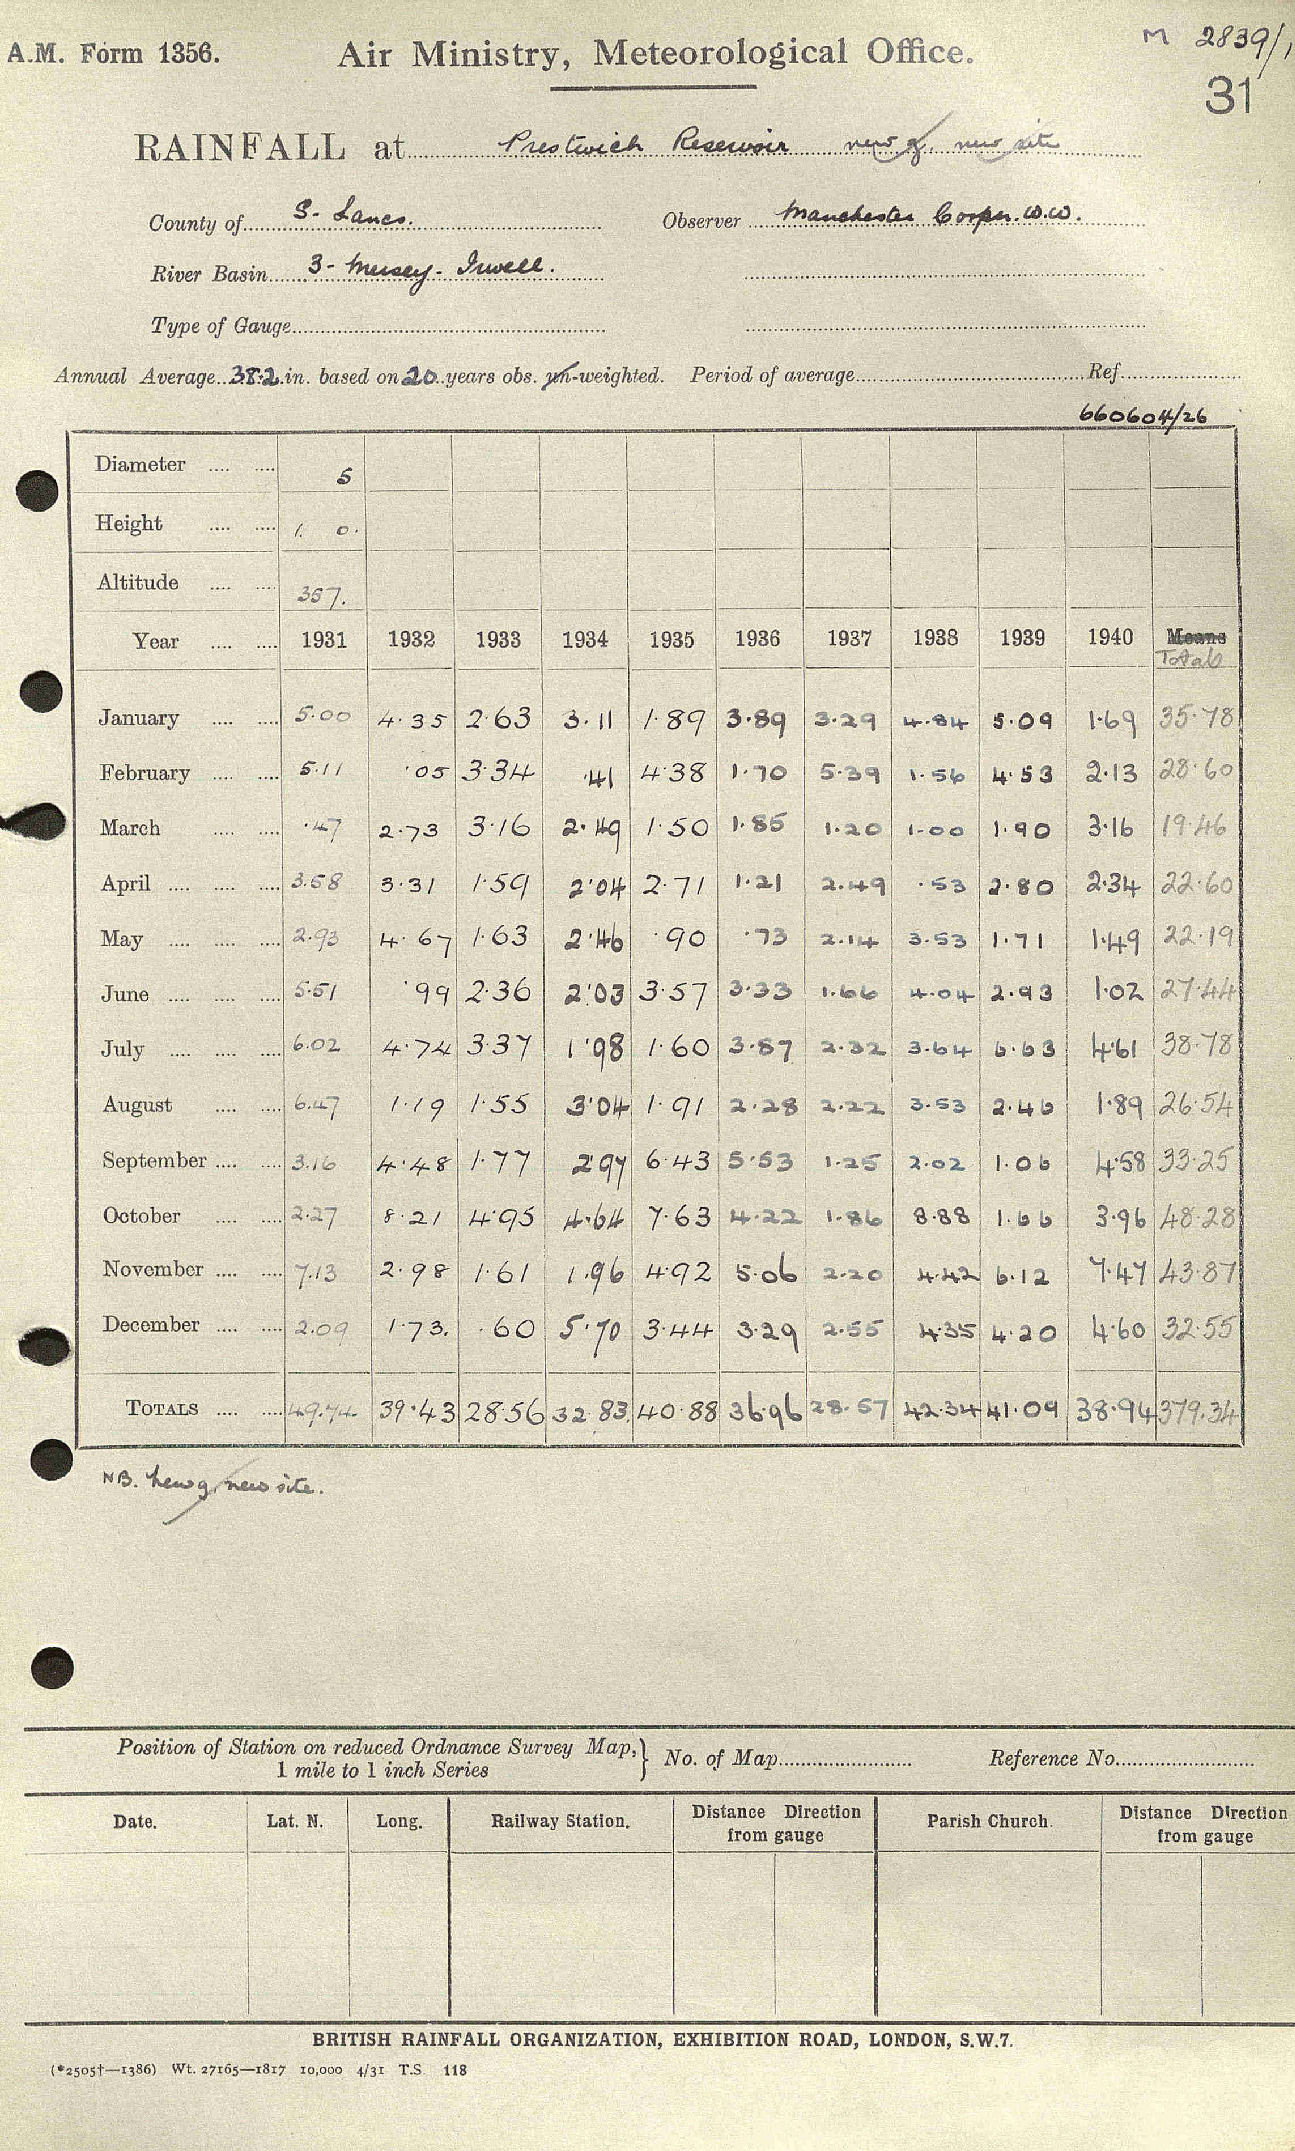 M 2839/1
A.M. Form 1356. Air Ministry, Meteorological Office.
31
RAINFALL at Prestwich Reservoir new g. new site
County of S. Lancs. Observer Manchester Corpn. W.W.
River Basin 3 - Mersey - Irwell.
Type of Gauge
Annual Average 38.2 in. based on 20 years obs. un-weighted. Period of average Ref.
660604/26
Diameter 5
Height 1. 0.
Altitude 357.
Year 1931 1932 1933 1934 1935 1936 1937 1938 1939 1940 Means
Total
January 5.00 4.35 2.63 3.11 1.89 3.89 3.29 4.84 5.09 1.69 35.78
February 5.11 .05 3.34 .41 4.38 1.70 5.39 1.56 4.53 2.13 28.60
March .47 2.73 3.16 2.49 1.50 1.85 1.20 1.00 1.90 3.16 19.46
April 3.58 3.31 1.59 2.04 2.71 1.21 2.49 .53 2.80 2.34 22.60
May 2.93 4.67 1.63 2.46 .90 .73 2.14 3.53 1.71 1.49 22.19
June 5.51 .99 2.36 2.03 3.57 3.33 1.66 4.04 2.93 1.02 27.44
July 6.02 4.74 3.37 1.98 1.60 3.87 2.32 3.64 6.63 4.61 38.78
August 6.47 1.19 1.55 3.04 1.91 2.28 2.22 3.53 2.46 1.89 26.54
September 3.16 4.48 1.77 2.97 6.43 5.53 1.25 2.02 1.06 4.58 33.25
October 2.27 8.21 4.95 4.64 7.63 4.22 1.86 8.88 1.66 3.96 48.28
November 7.13 2.98 1.61 1.96 4.92 5.06 2.20 4.42 6.12 7.47 43.87
December 2.09 1.73. .60 5.70 3.44 3.29 2.55 4.35 4.20 4.60 32.55
TOTALS 49.74 39.43 28.56 32.83 40.88 36.96 28.57 42.34 41.09 38.94 379.34
NB. new g. new site.
Position of Station on reduced Ordnance Survey Map, No. of Map Reference No.
1 mile to 1 inch Series
Date. Lat. N. Long. Railway Station. Distance Direction from gauge Parish Church. Distance Direction from gauge
BRITISH RAINFALL ORGANIZATION, EXHIBITION ROAD, LONDON, S.W.7.
(*2505†—1386) Wt. 27165—1817 10,000 4/31 T.S. 118